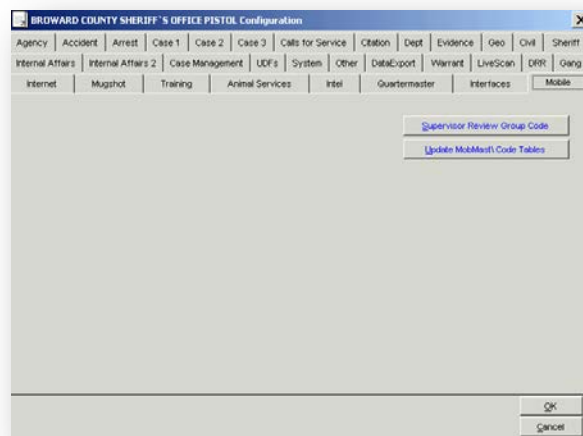 BROWARD COUNTY SHERIFF`S OFFICE PISTOL Configuration
Agency Accident Arrest Case 1 Case 2 Case 3 Calls for Service Citation Dept Evidence Geo Civil Sheriff
Internal Affairs Internal Affairs 2 Case Management UDFs System Other DataExport Warrant LiveScan DRR Gang
Internet Mugshot Training Animal Services Intel Quartermaster Interfaces Mobile
Supervisor Review Group Code
Update MobMast\Code Tables
OK
Cancel